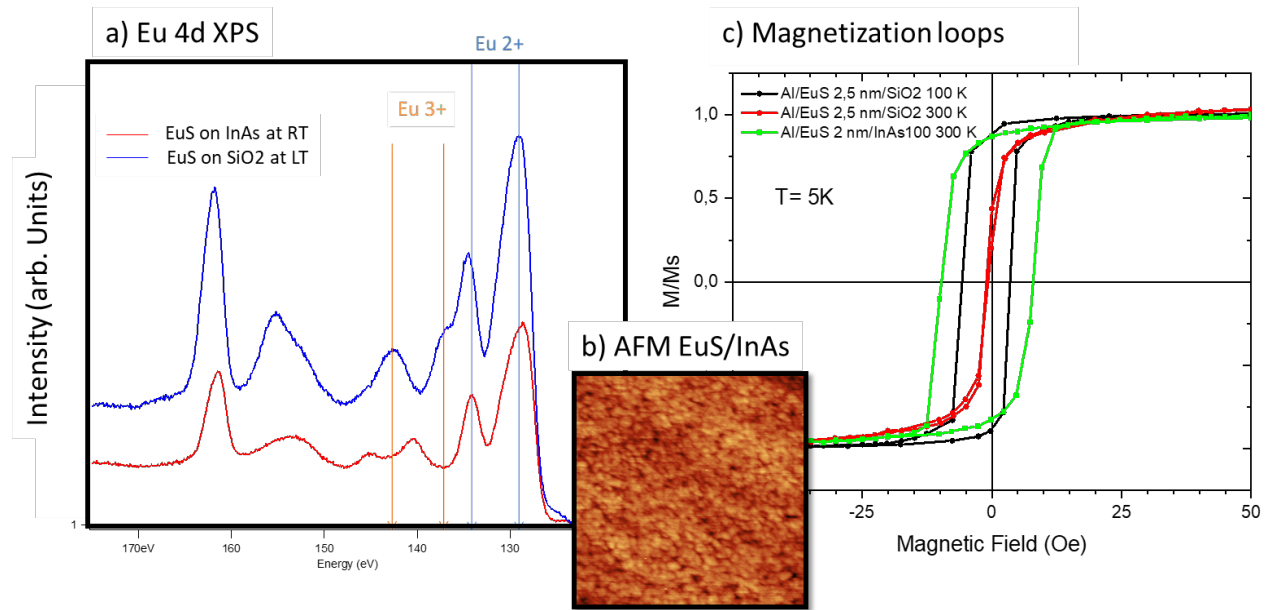 a) Eu 4d XPS
Eu 2+
Eu 3+
EuS on InAs at RT
EuS on SiO2 at LT
Intensity (arb. Units)
1
170eV 160 150 140 130
Energy (eV)
b) AFM EuS/InAs
c) Magnetization loops
Al/EuS 2,5 nm/SiO2 100 K
Al/EuS 2,5 nm/SiO2 300 K
Al/EuS 2 nm/InAs100 300 K
T= 5K
1,0
0,5
0,0
M/Ms
-25 0 25 50
Magnetic Field (Oe)